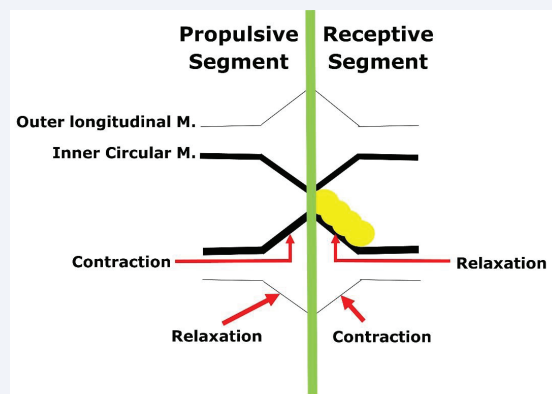 Propulsive
Segment
Receptive
Segment
Outer longitudinal M.
Inner Circular M.
Contraction
Relaxation
Relaxation
Contraction